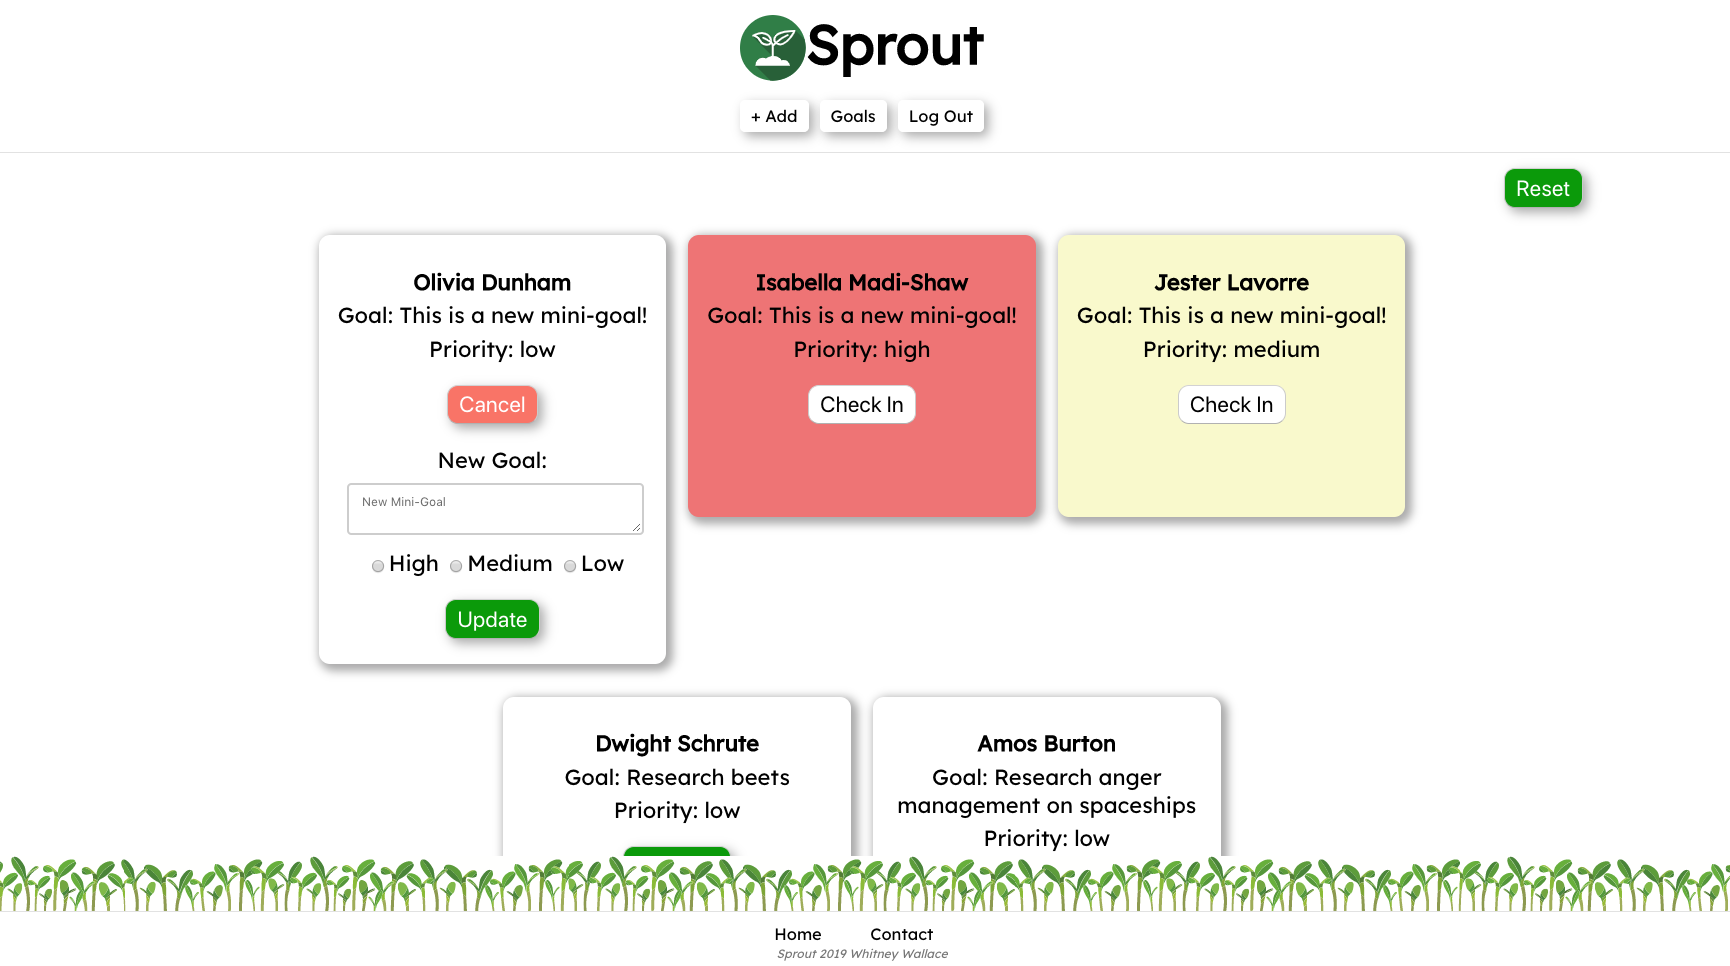 Sprout
+ Add
Goals
Log Out
Reset
Olivia Dunham
Goal: This is a new mini-goal!
Priority: low
Cancel
New Goal:
New Mini-Goal
High
Medium
Low
Update
Isabella Madi-Shaw
Goal: This is a new mini-goal!
Priority: high
Check In
Jester Lavorre
Goal: This is a new mini-goal!
Priority: medium
Check In
Dwight Schrute
Goal: Research beets
Priority: low
Amos Burton
Goal: Research anger
management on spaceships
Priority: low
Home
Contact
Sprout 2019 Whitney Wallace